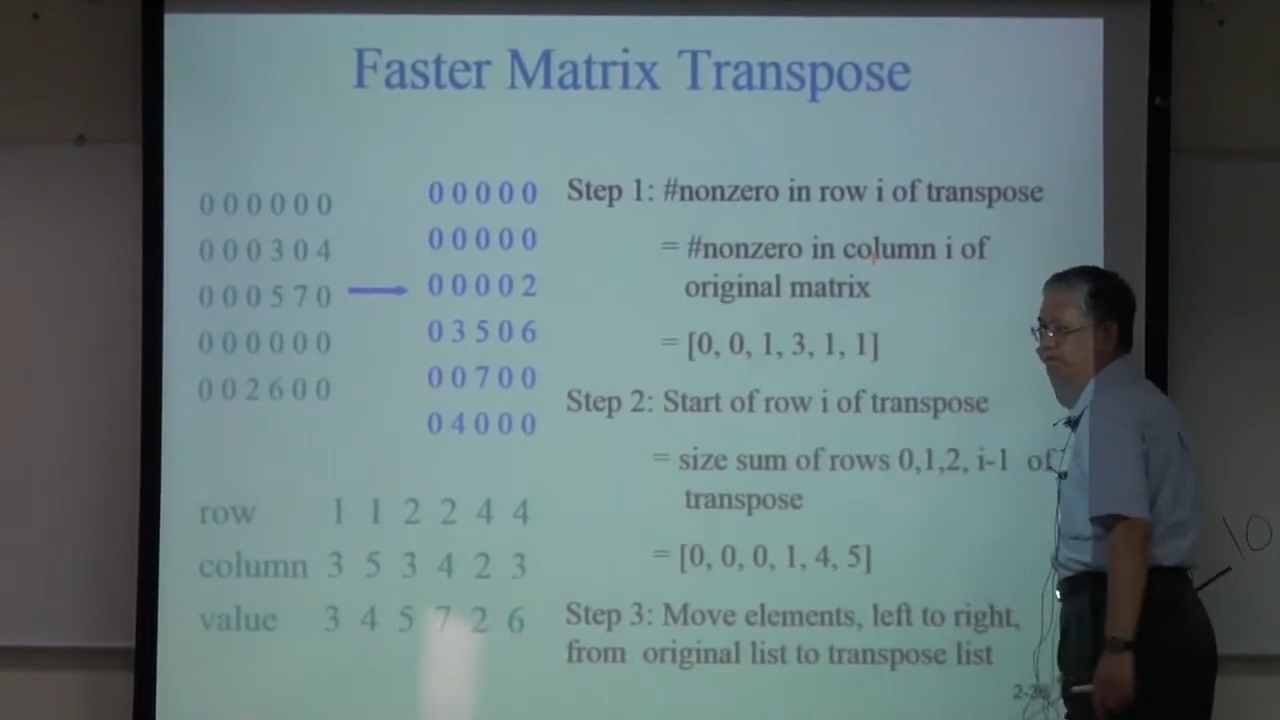 Faster Matrix Transpose
0 0 0 0 0 0
0 0 0 3 0 4
0 0 0 5 7 0
0 0 0 0 0 0
0 0 2 6 0 0
0 0 0 0 0
0 0 0 0 0
0 0 0 0 2
0 3 5 0 6
0 0 7 0 0
0 4 0 0 0
row 1 1 2 2 4 4
column 3 5 3 4 2 3
value 3 4 5 7 2 6
Step 1: #nonzero in row i of transpose
= #nonzero in column i of
original matrix
= [0, 0, 1, 3, 1, 1]
Step 2: Start of row i of transpose
= size sum of rows 0,1,2, i-1 of
transpose
= [0, 0, 0, 1, 4, 5]
Step 3: Move elements, left to right,
from original list to transpose list
10